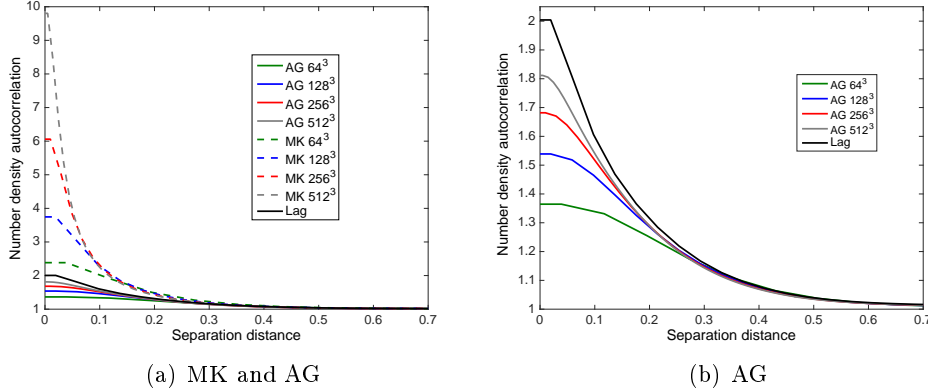 Number density autocorrelation
10
9
8
7
6
5
4
3
2
1
0
0.1
0.2
0.3
0.4
0.5
0.6
0.7
Separation distance
AG 64³
AG 128³
AG 256³
AG 512³
MK 64³
MK 128³
MK 256³
MK 512³
Lag
(a) MK and AG
Number density autocorrelation
2
1.9
1.8
1.7
1.6
1.5
1.4
1.3
1.2
1.1
1
0
0.1
0.2
0.3
0.4
0.5
0.6
0.7
Separation distance
AG 64³
AG 128³
AG 256³
AG 512³
Lag
(b) AG